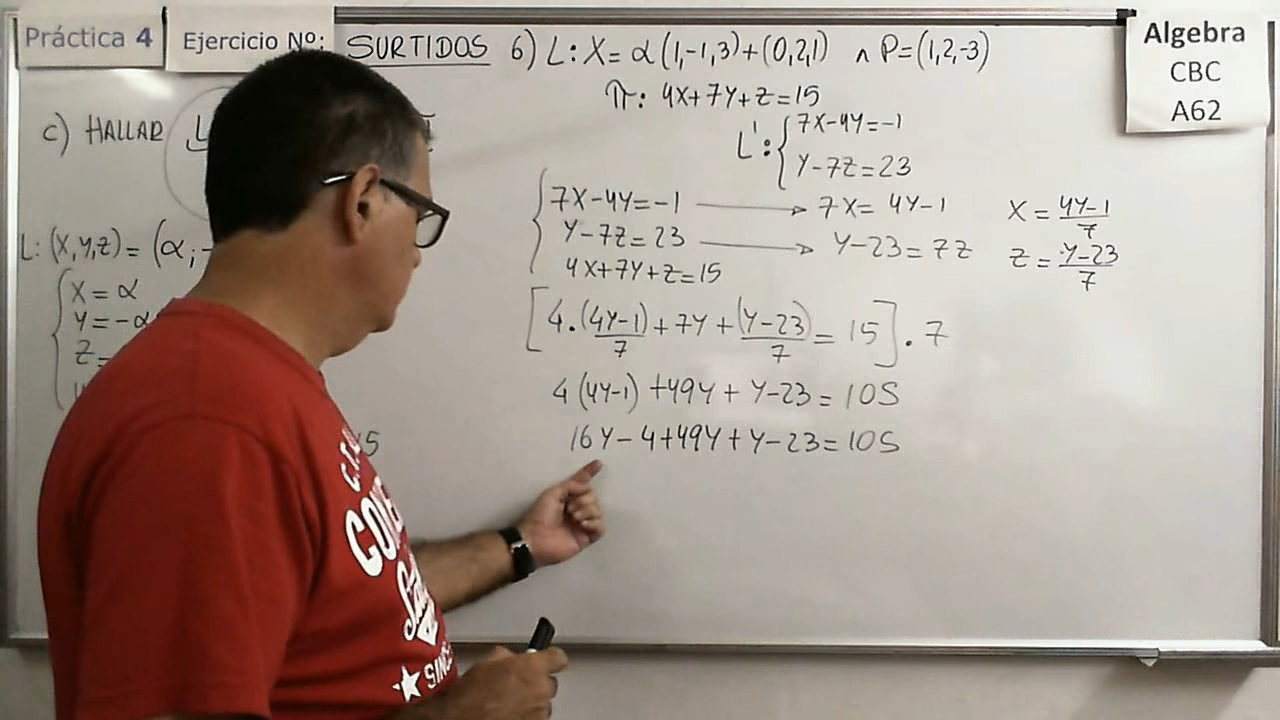 Práctica 4
Ejercicio Nº:
SURTIDOS 6) L: X= α(1,-1,3)+(0,2,1) ∧ P=(1,2,-3)
Algebra
CBC
A62
π: 4X+7Y+Z=15
C) HALLAR
L': { 7X-4Y=-1
Y-7Z=23
{ 7X-4Y=-1 → 7X= 4Y-1 X= (4Y-1)/7
Y-7Z=23 → Y-23=7Z Z= (Y-23)/7
4X+7Y+Z=15
L: (X,Y,Z)= (α;
{ X= α
Y= -α
Z=
[4.(4Y-1)/7 + 7Y + (Y-23)/7 = 15] . 7
4(4Y-1) +49Y + Y-23= 105
16Y-4+49Y+Y-23=105
SINCE